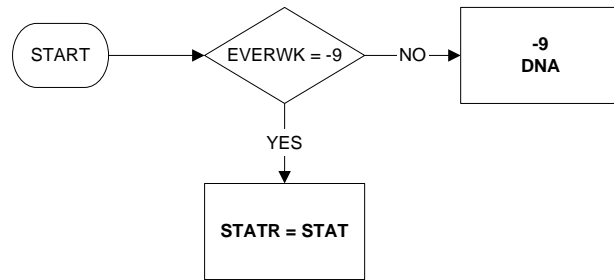 START
EVERWK = -9
NO
-9
DNA
YES
STATR = STAT